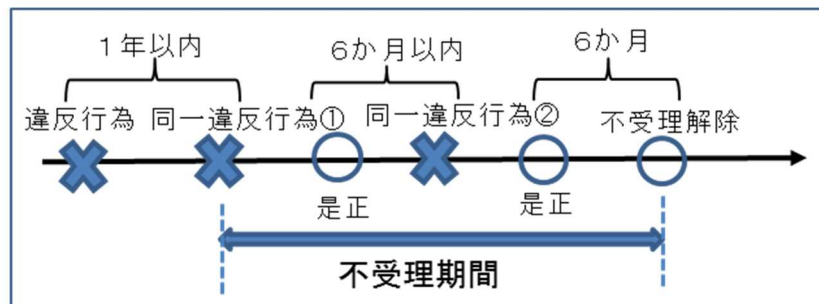 1年以内
6か月以内
6か月
違反行為
同一違反行為①
同一違反行為②
不受理解除
是正
是正
不受理期間